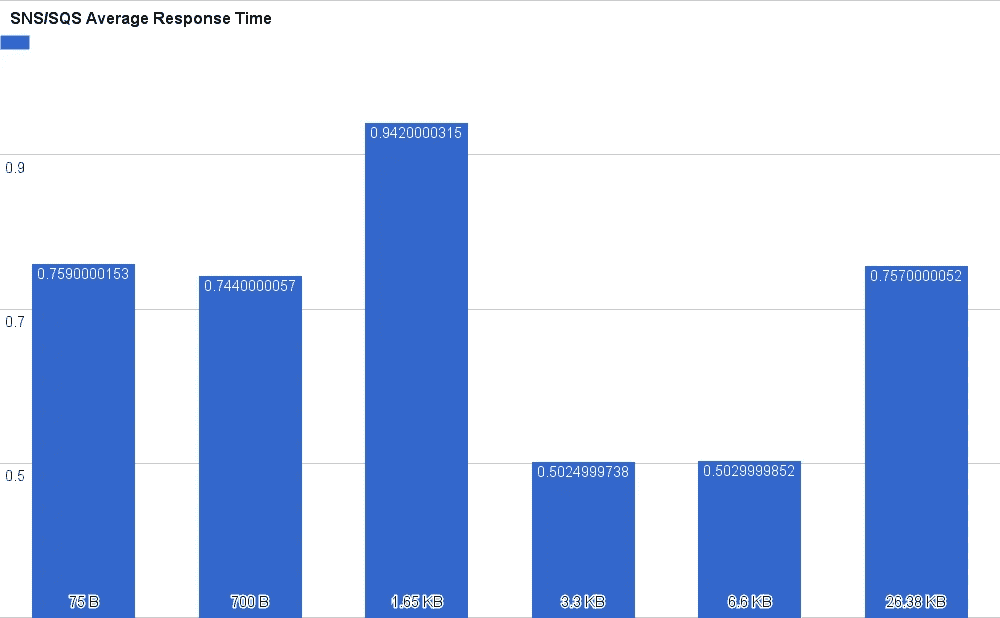 SNS/SQS Average Response Time
0.9420000315
0.9
0.7590000153
0.7440000057
0.7570000052
0.7
0.5024999738
0.5029999852
0.5
75 B
700 B
1.65 KB
3.3 KB
6.6 KB
26.38 KB